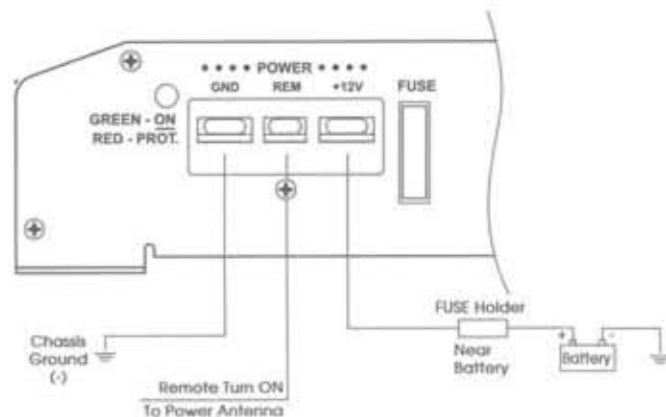 • • • • POWER • • • •
GND REM +12V
FUSE
GREEN - ON
RED - PROT.
FUSE Holder
Near
Battery
+ -
Battery
Chassis
Ground
(-)
Remote Turn ON
To Power Antenna